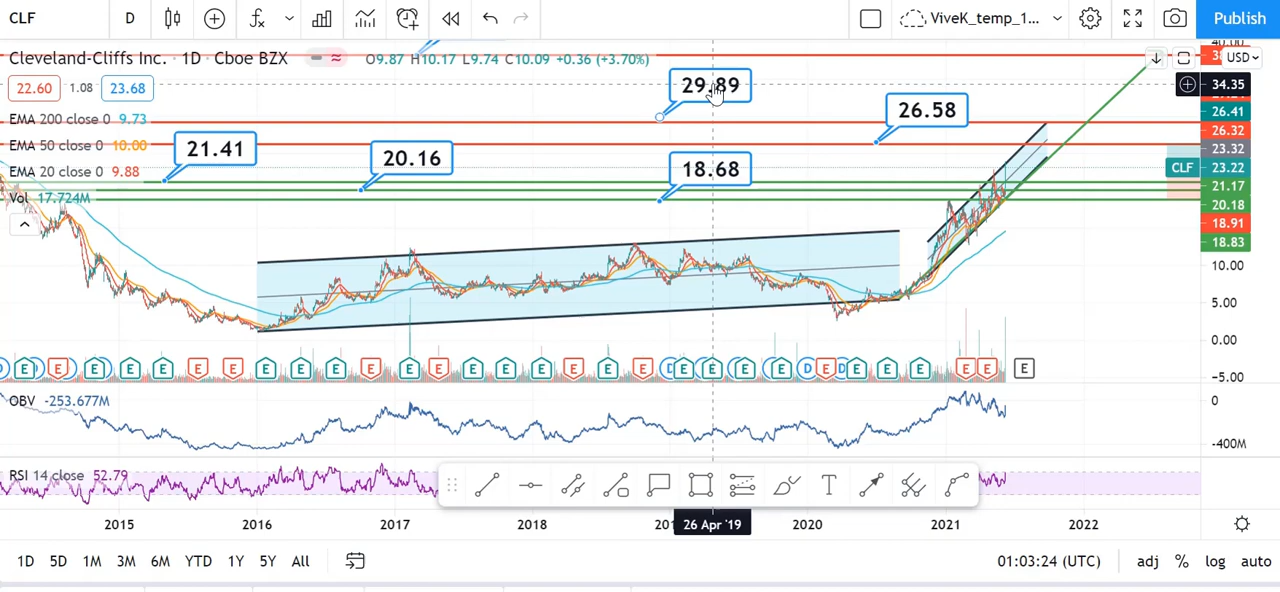 CLF D ViveK_temp_1... Publish
Cleveland-Cliffs Inc. · 1D · Cboe BZX O9.87 H10.17 L9.74 C10.09 +0.36 (+3.70%) USD
22.60 1.08 23.68
29.89 34.35
EMA 200 close 0 9.73 26.58 26.41
26.32
EMA 50 close 0 10.00 21.41 20.16 23.32
EMA 20 close 0 9.88 18.68 CLF 23.22
21.17
Vol 17.724M 20.18
18.91
18.83
10.00
5.00
0.00
E E E E E E E E E E E E E E E E E E E D E E E E D E D E E E E E E
−5.00
OBV -253.677M 0
-400M
RSI 14 close 52.79
T
2015 2016 2017 2018 26 Apr '19 2020 2021 2022
1D 5D 1M 3M 6M YTD 1Y 5Y All 01:03:24 (UTC) adj % log auto